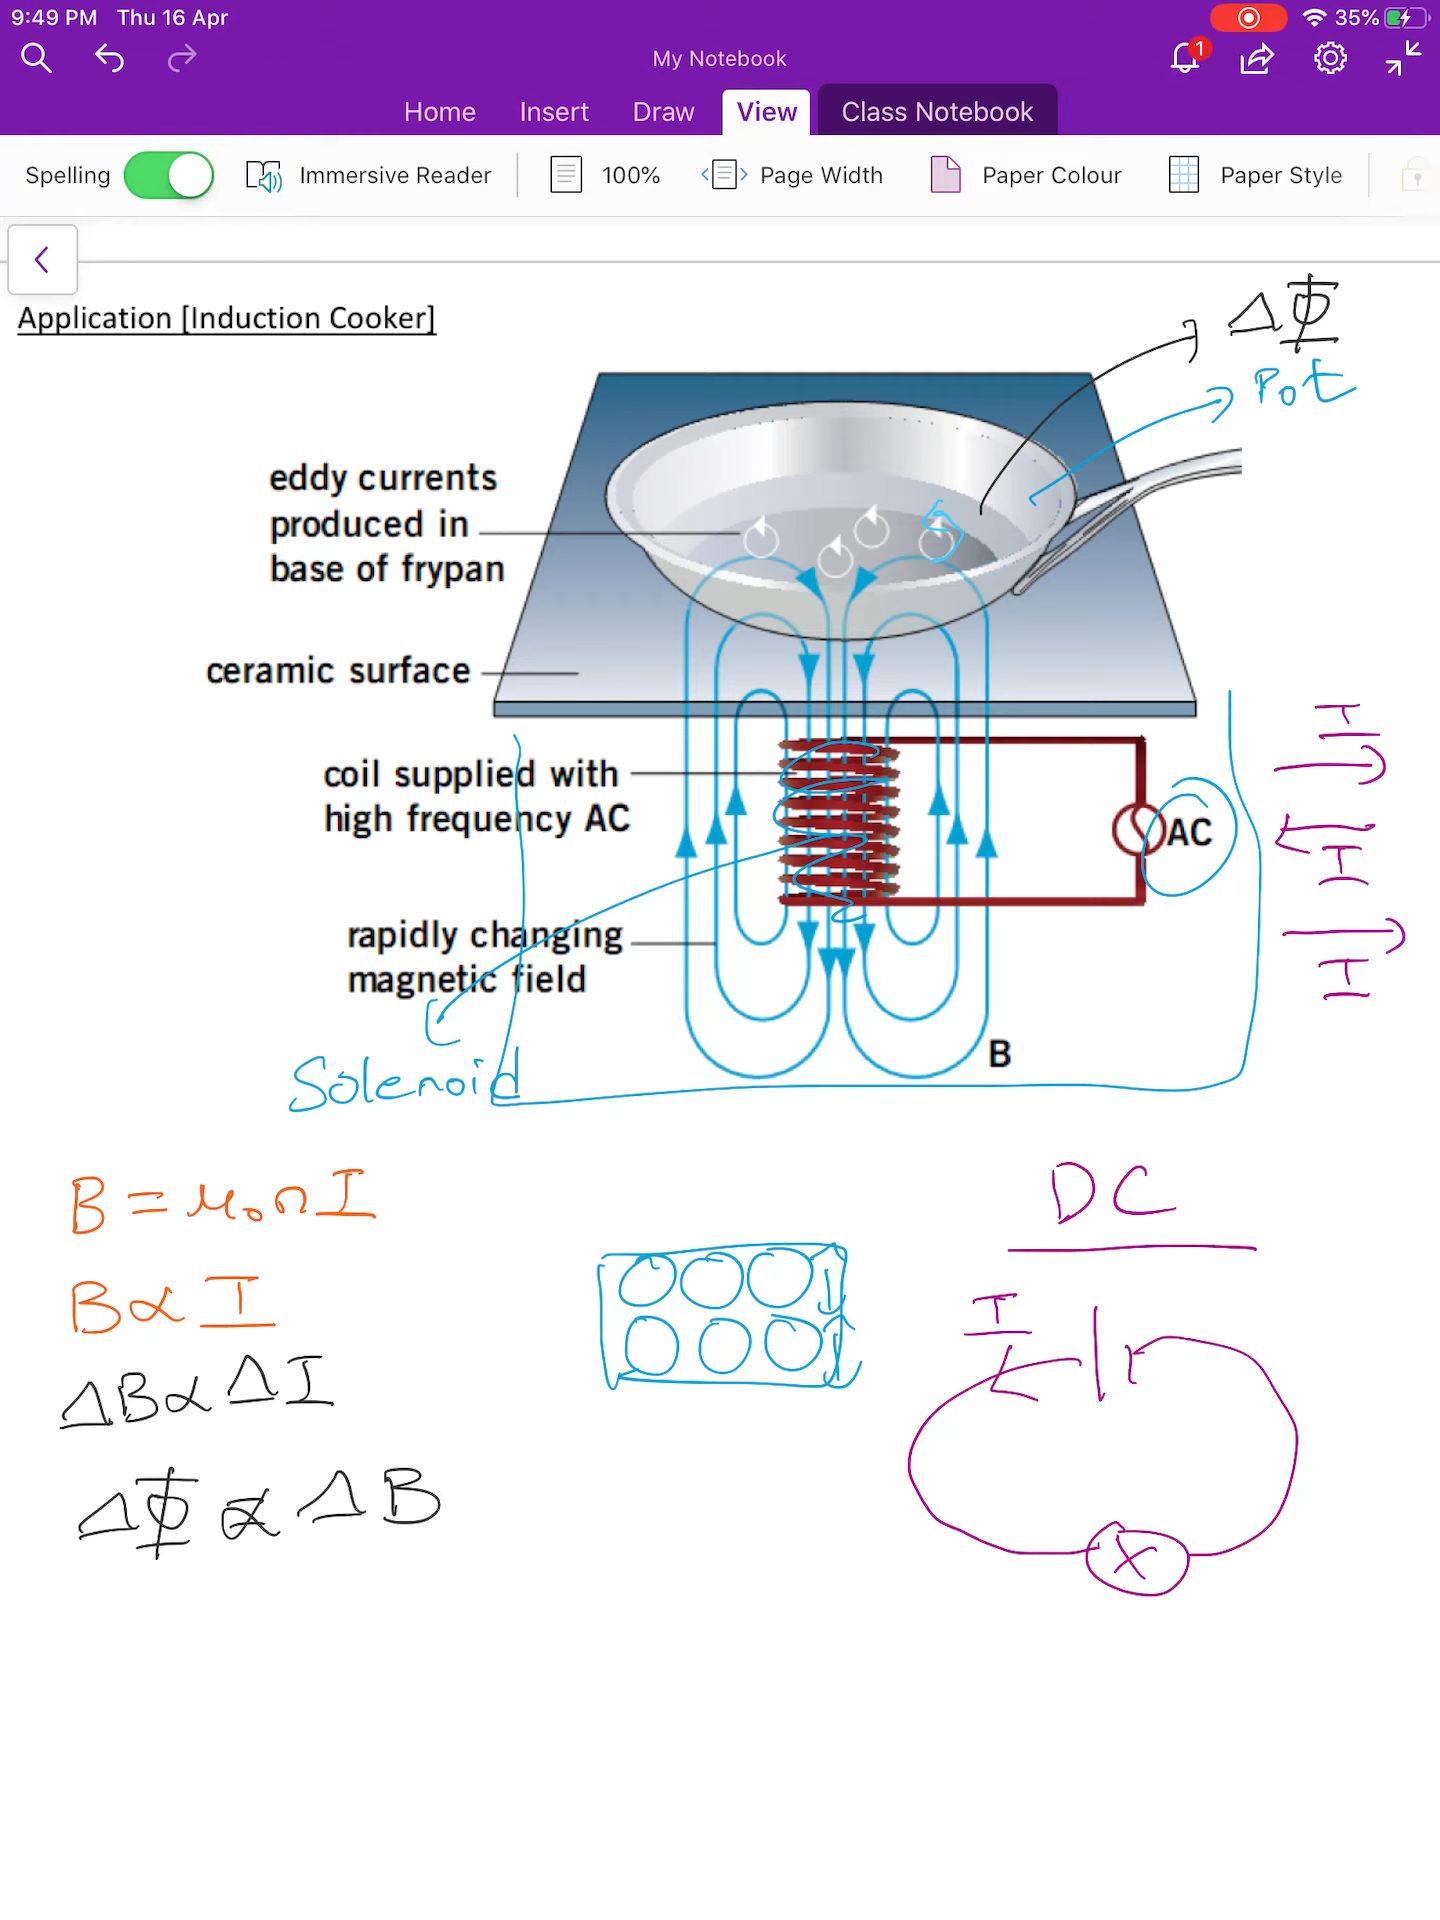 9:49 PM Thu 16 Apr
35%
My Notebook
1
Home Insert Draw View Class Notebook
Spelling Immersive Reader 100% Page Width Paper Colour Paper Style
Application [Induction Cooker]
ΔΦ
Pot
eddy currents
produced in
base of frypan
ceramic surface
coil supplied with
high frequency AC
AC
I
I
I
rapidly changing
magnetic field
B
Solenoid
B = μ₀nI
B ∝ I
ΔB ∝ ΔI
ΔΦ ∝ ΔB
DC
I